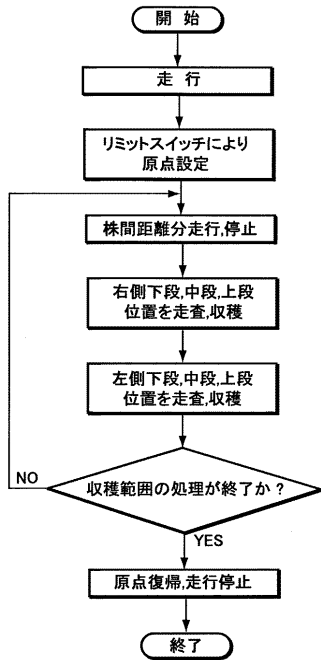 開 始
走 行
リミットスイッチにより
原点設定
株間距離分走行,停止
右側下段,中段,上段
位置を走査,収穫
左側下段,中段,上段
位置を走査,収穫
収穫範囲の処理が終了か?
NO
YES
原点復帰,走行停止
終了